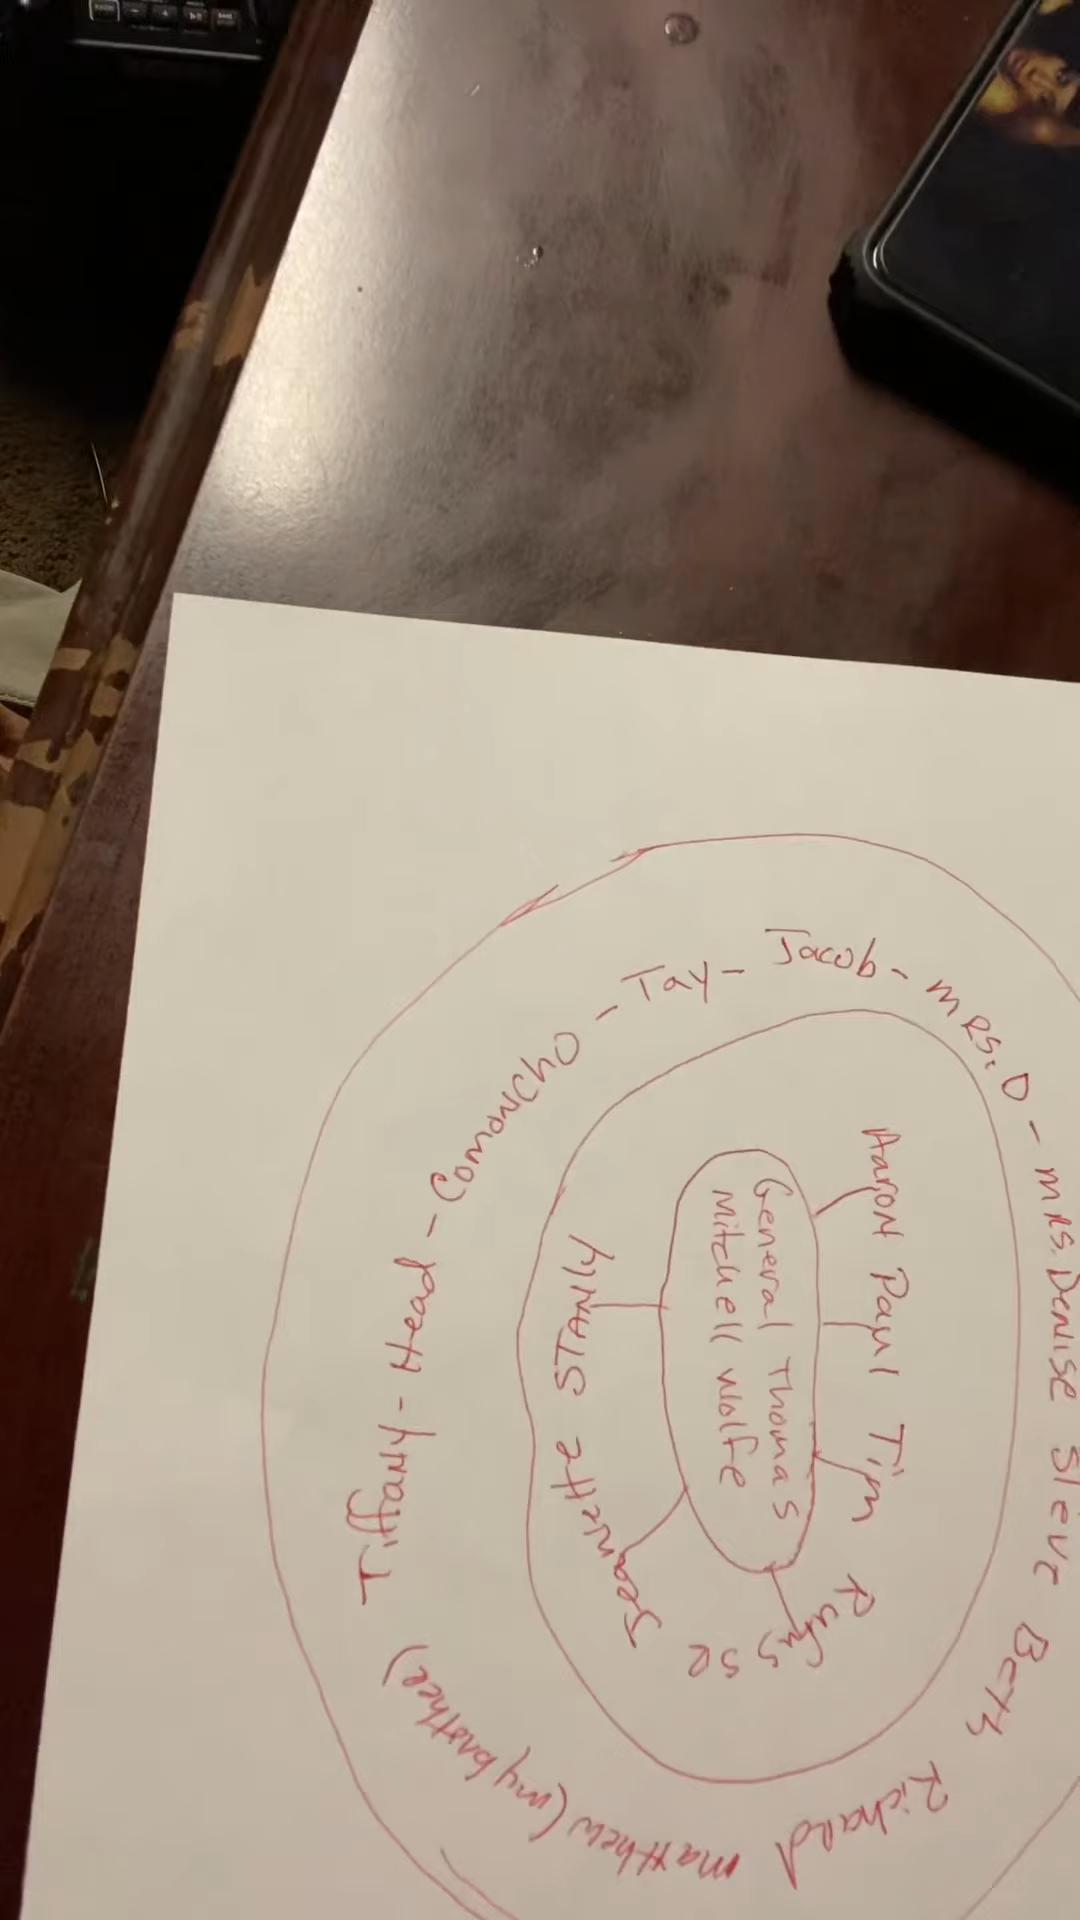 General Thomas
Mitchell Wolfe
Aaron Paul Tim Rufus SR
Jeanette STANLY
Tiffany - Head - ComonchO - Tay - Jacob - mRs. D - mRs. Denise Steve Beth Richard matthew (my brother)